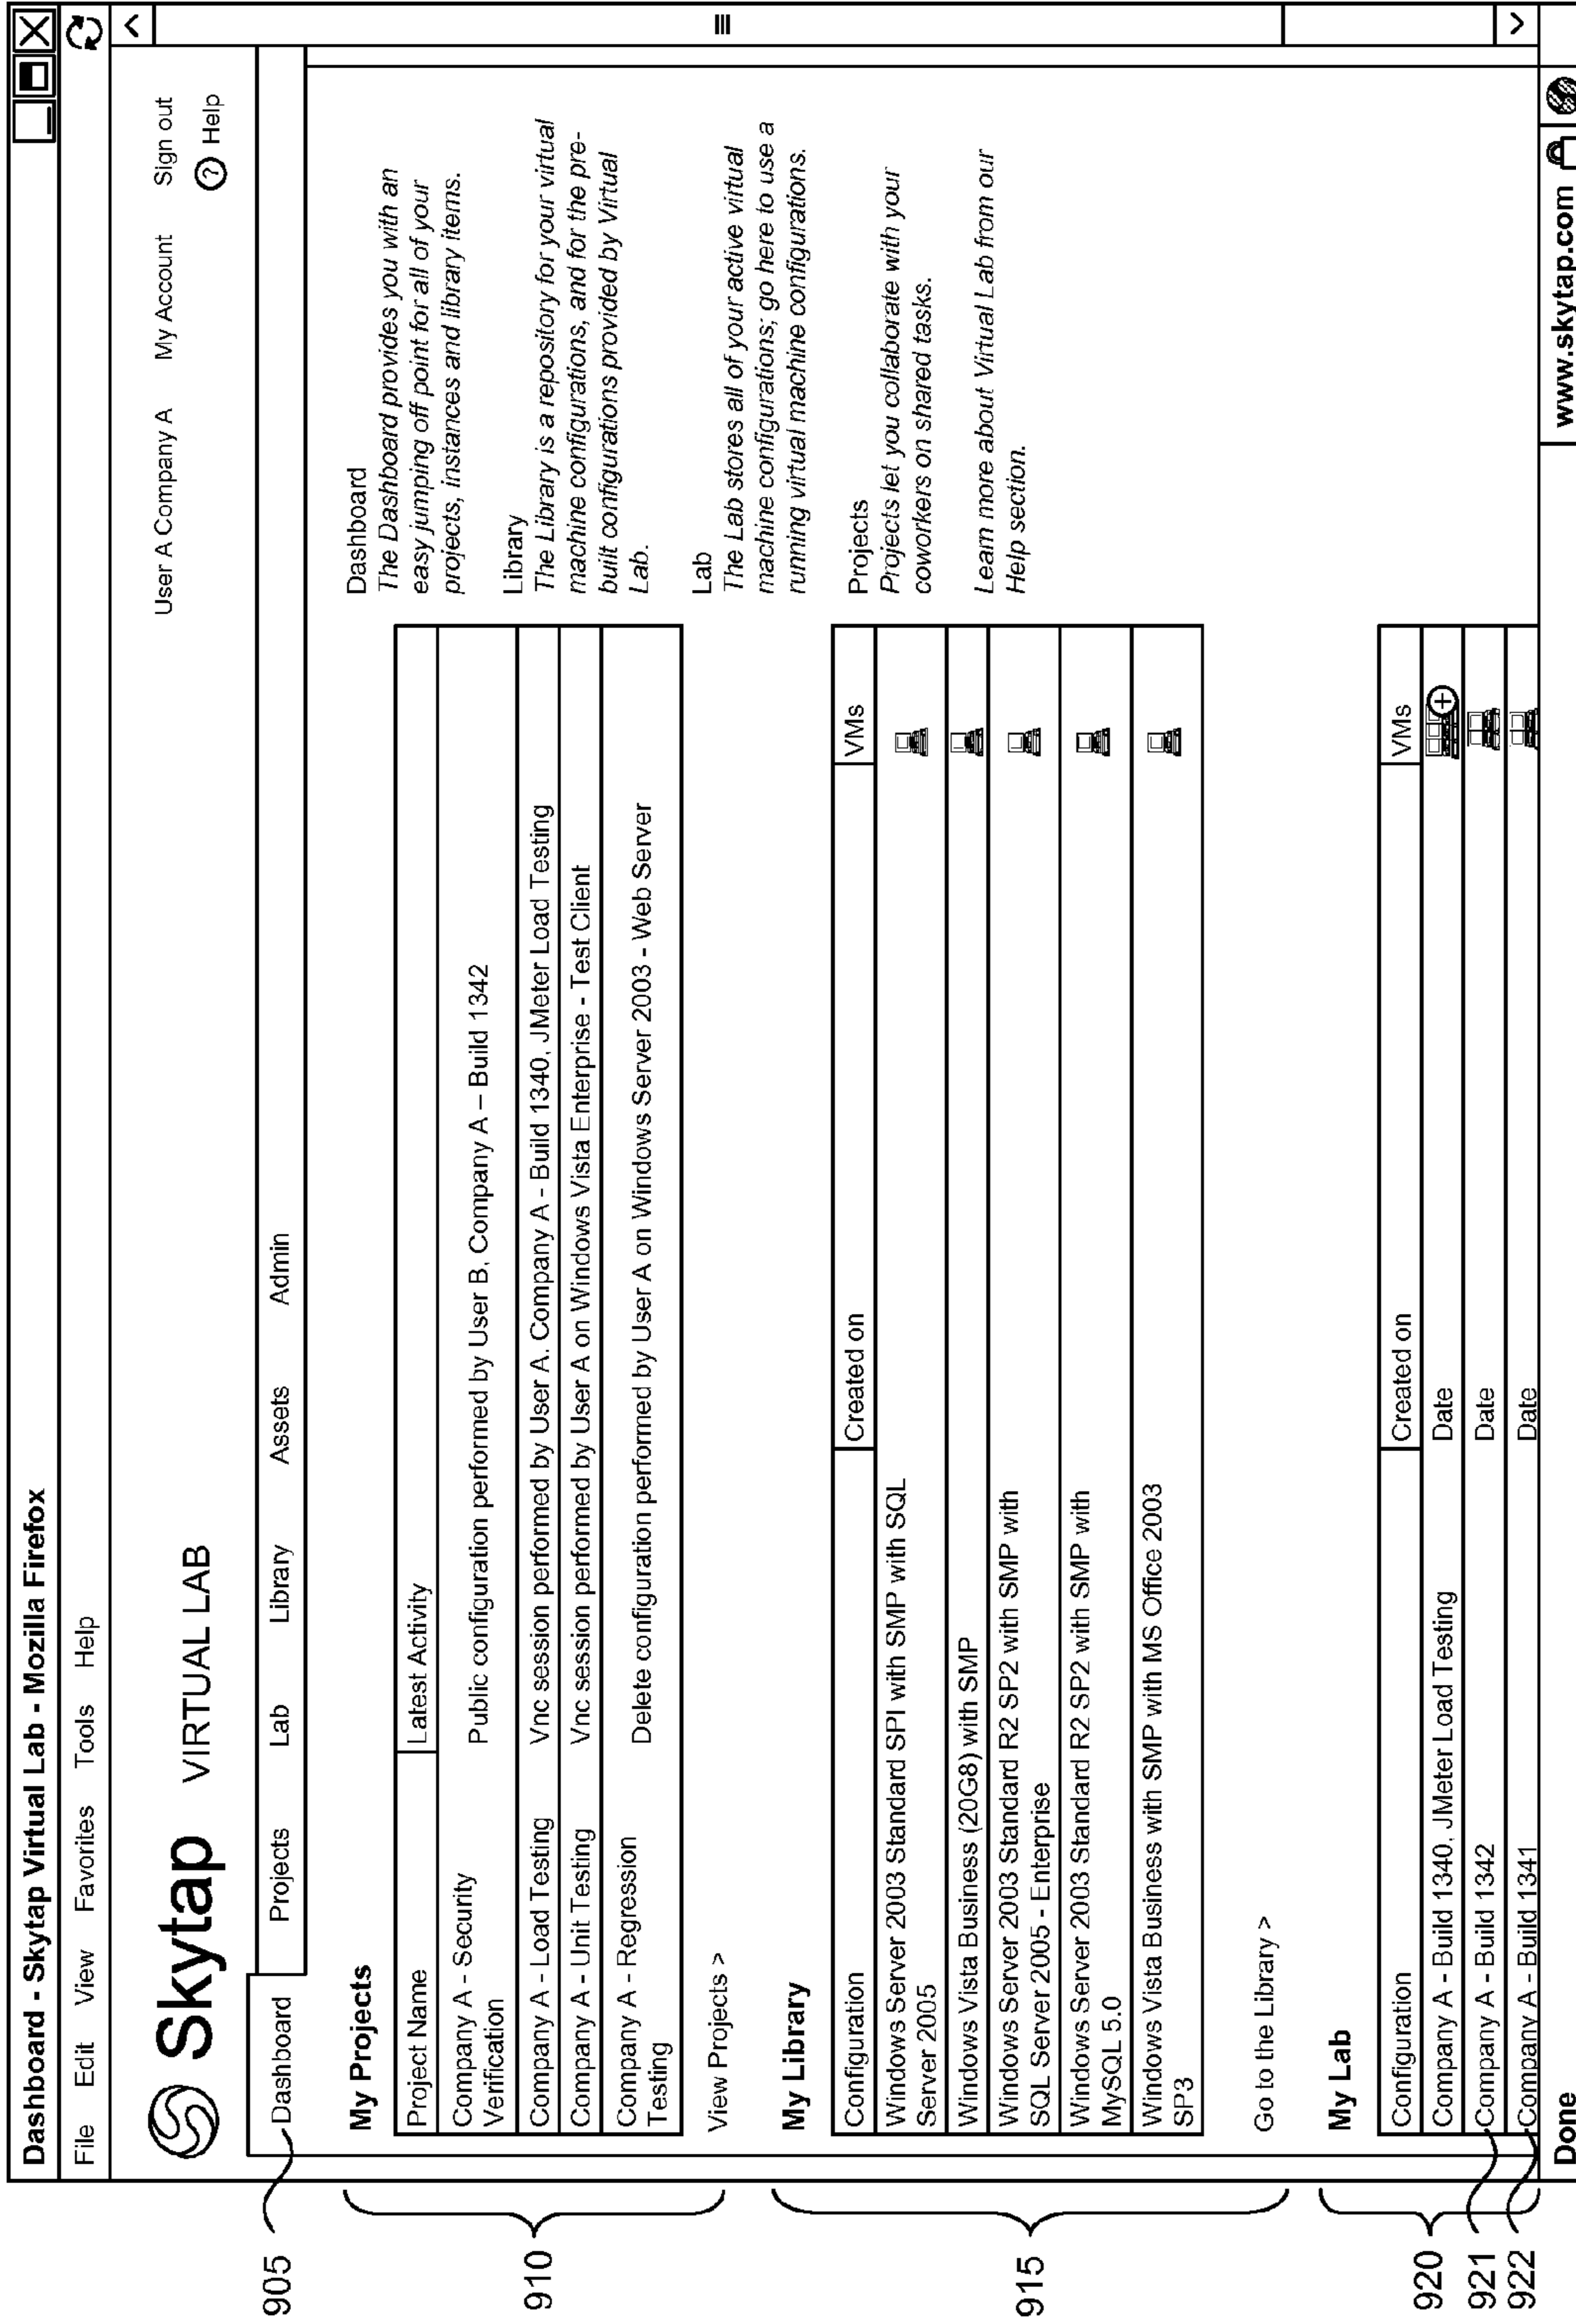 Dashboard - Skytap Virtual Lab - Mozilla Firefox
File Edit View Favorites Tools Help
Skytap VIRTUAL LAB
User A Company A My Account Sign out
? Help
905
Dashboard Projects Lab Library Assets Admin
My Projects
910
Project Name Latest Activity
Company A - Security
Verification
Public configuration performed by User B, Company A – Build 1342
Company A - Load Testing Vnc session performed by User A. Company A - Build 1340, JMeter Load Testing
Company A - Unit Testing Vnc session performed by User A on Windows Vista Enterprise - Test Client
Company A - Regression
Testing
Delete configuration performed by User A on Windows Server 2003 - Web Server
View Projects >
My Library
915
Configuration Created on VMs
Windows Server 2003 Standard SPI with SMP with SQL
Server 2005
Windows Vista Business (20G8) with SMP
Windows Server 2003 Standard R2 SP2 with SMP with
SQL Server 2005 - Enterprise
Windows Server 2003 Standard R2 SP2 with SMP with
MySQL 5.0
Windows Vista Business with SMP with MS Office 2003
SP3
Go to the Library >
My Lab
Configuration Created on VMs
920
Company A - Build 1340, JMeter Load Testing Date
921
Company A - Build 1342 Date
922
Company A - Build 1341 Date
Dashboard
The Dashboard provides you with an
easy jumping off point for all of your
projects, instances and library items.
Library
The Library is a repository for your virtual
machine configurations, and for the pre-
built configurations provided by Virtual
Lab.
Lab
The Lab stores all of your active virtual
machine configurations; go here to use a
running virtual machine configurations.
Projects
Projects let you collaborate with your
coworkers on shared tasks.
Learn more about Virtual Lab from our
Help section.
Done www.skytap.com